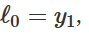 ℓ₀ = y₁,